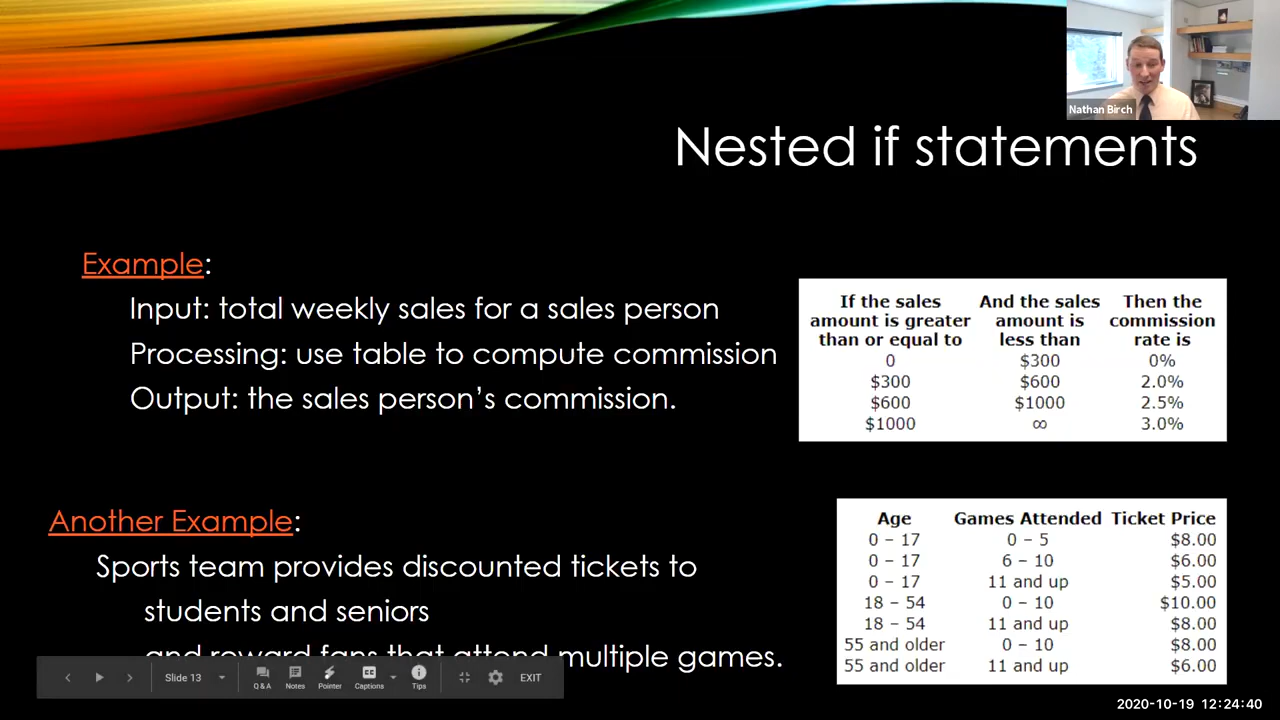 Nathan Birch
Nested if statements
Example:
Input: total weekly sales for a sales person
Processing: use table to compute commission
Output: the sales person's commission.
If the sales And the sales Then the
amount is greater amount is commission
than or equal to less than rate is
0 $300 0%
$300 $600 2.0%
$600 $1000 2.5%
$1000 ∞ 3.0%
Another Example:
Sports team provides discounted tickets to
students and seniors
and reward fans that attend multiple games.
Age Games Attended Ticket Price
0 – 17 0 – 5 $8.00
0 – 17 6 – 10 $6.00
0 – 17 11 and up $5.00
18 – 54 0 – 10 $10.00
18 – 54 11 and up $8.00
55 and older 0 – 10 $8.00
55 and older 11 and up $6.00
Slide 13 Q & A Notes Pointer Captions Tips EXIT
2020-10-19 12:24:40